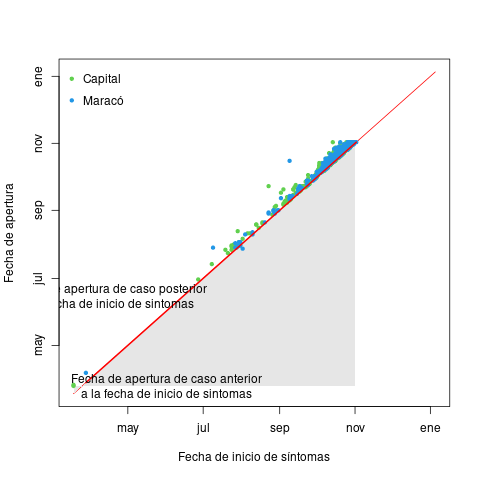 Capital
Maracó
Fecha de apertura
ene
nov
sep
jul
may
apertura de caso posterior
cha de inicio de sintomas
Fecha de apertura de caso anterior
a la fecha de inicio de sintomas
may
jul
sep
nov
ene
Fecha de inicio de síntomas